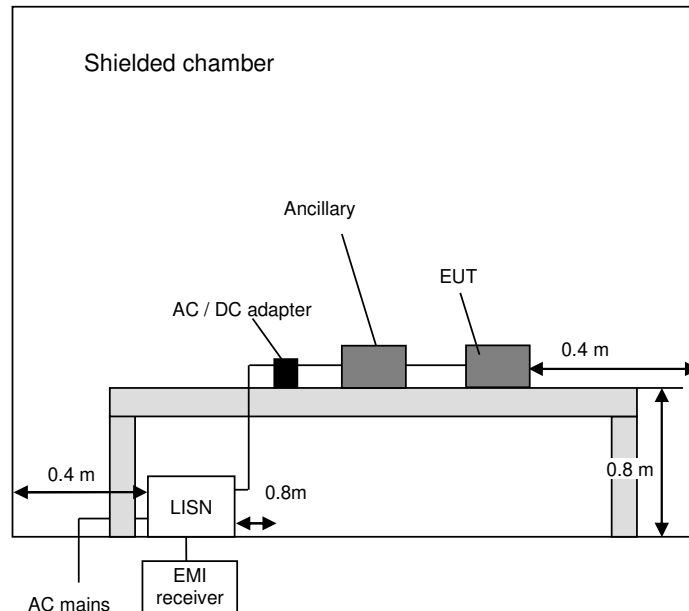 Shielded chamber
Ancillary
EUT
AC / DC adapter
0.4 m
0.4 m
0.8 m
LISN
0.8m
EMI
receiver
AC mains